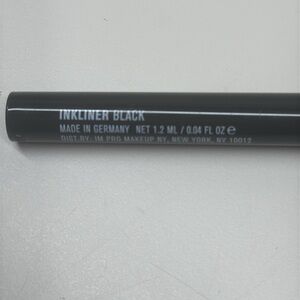 INKLINER BLACK
MADE IN GERMANY NET 1.2 ML / 0.04 FL OZ ℮
DIST.BY. IM PRO MAKEUP NY, NEW YORK, NY 10012